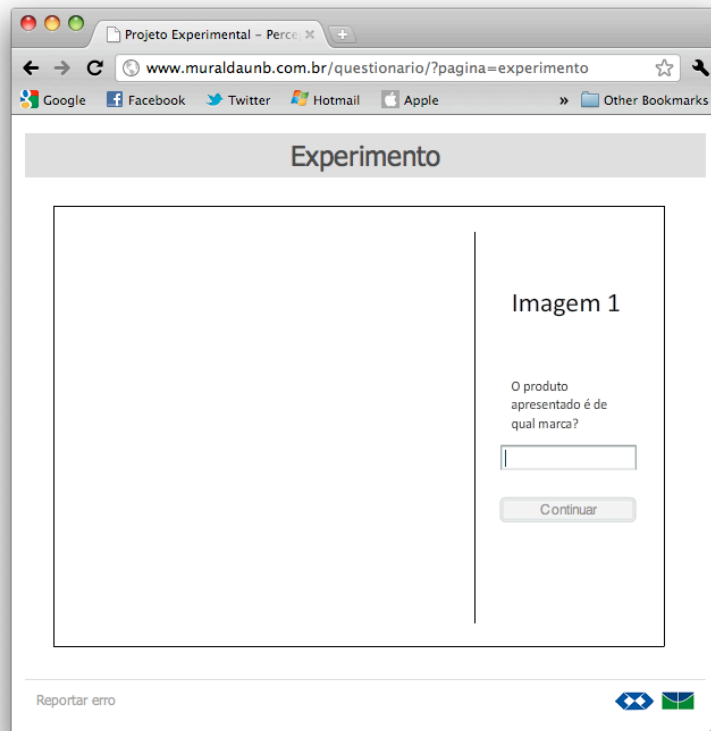 Projeto Experimental – Perce
www.muraldaunb.com.br/questionario/?pagina=experimento
Google Facebook Twitter Hotmail Apple » Other Bookmarks
Experimento
Imagem 1
O produto
apresentado é de
qual marca?
Continuar
Reportar erro